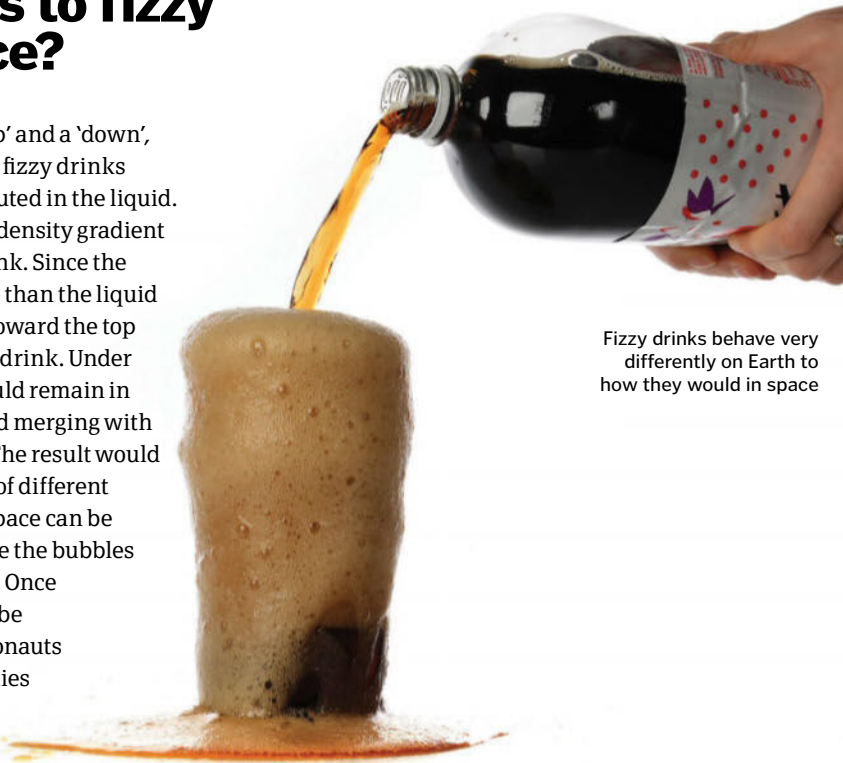 s to fizzy
ce?
’ and a ‘down’,
fizzy drinks
uted in the liquid.
density gradient
nk. Since the
than the liquid
oward the top
drink. Under
uld remain in
d merging with
he result would
of different
pace can be
e the bubbles
Once
be
onauts
ies
Fizzy drinks behave very
differently on Earth to
how they would in space